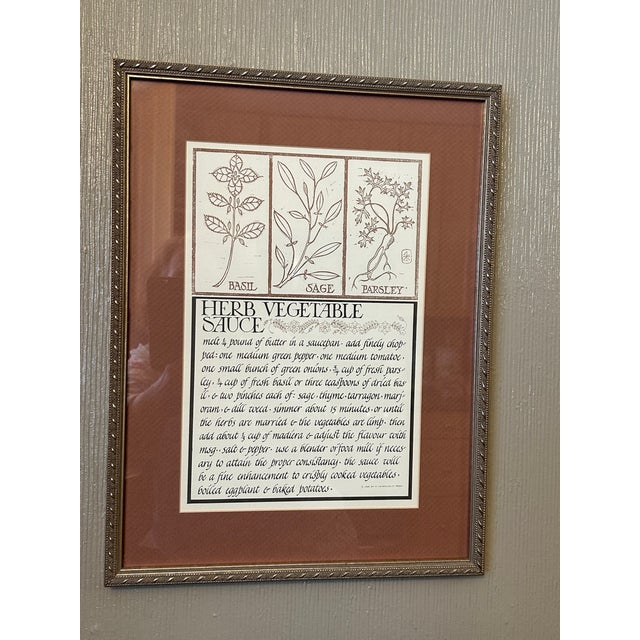 BASIL SAGE PARSLEY
HERB VEGETABLE
SAUCE
melt ¼ pound of butter in a saucepan · add finely chop-
ped · one medium green pepper · one medium tomatoe ·
one small bunch of green onions · ¾ cup of fresh pars-
ley · ¼ cup of fresh basil or three teaspoons of dried bas-
il · & two pinches each of · sage · thyme · tarragon · marj-
oram · & dill weed · simmer about 15 minutes · or until
the herbs are married & the vegetables are limp · then
add about ¼ cup of madiera & adjust the flavour with
msg · salt & pepper · use a blender or food mill if necess-
ary to attain the proper consistancy · the sauce will
be a fine enhancement to crisply cooked vegetables ·
boiled eggplant & baked potatoes ·